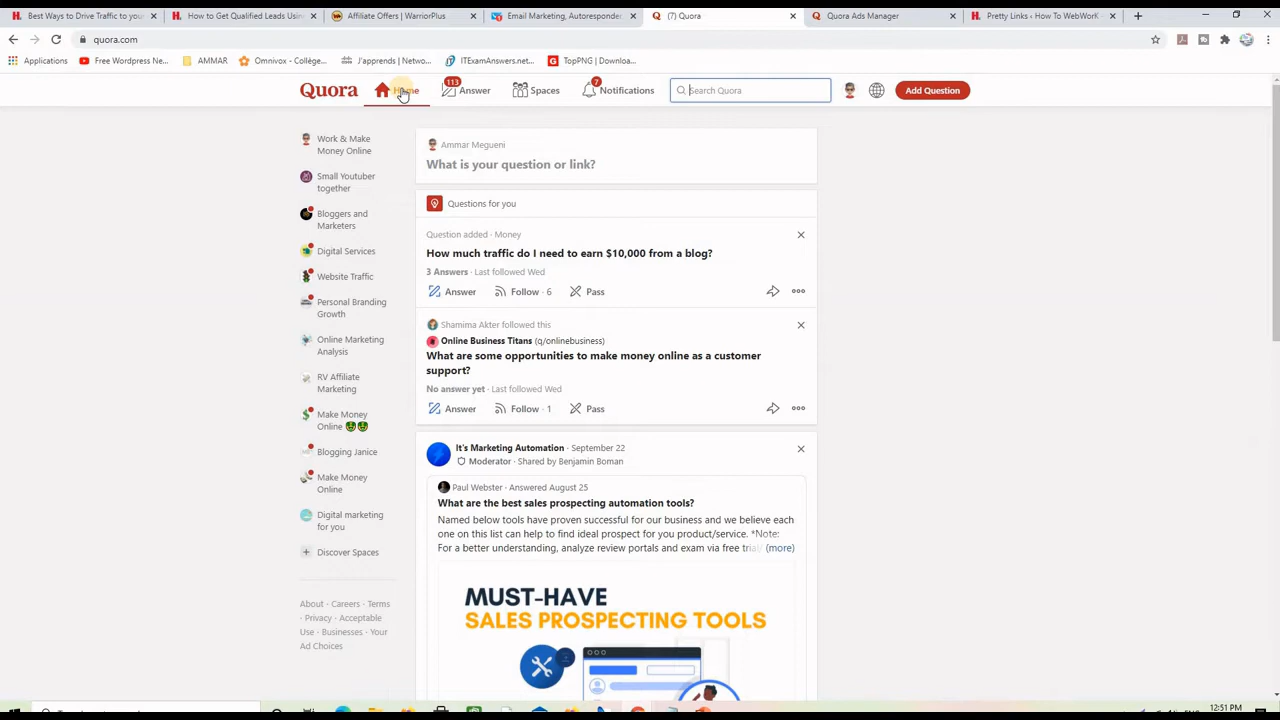 Best Ways to Drive Traffic to your
How to Get Qualified Leads Usin
Affiliate Offers | WarriorPlus
Email Marketing, Autoresponder
(7) Quora
Quora Ads Manager
Pretty Links ‹ How To WebWorK
quora.com
Applications
Free Wordpress Ne...
AMMAR
Omnivox - Collège...
J'apprends | Netwo...
ITExamAnswers.net...
TopPNG | Downloa...
Quora
Home
113
Answer
Spaces
7
Notifications
Search Quora
Add Question
Work & Make
Money Online
Small Youtuber
together
Bloggers and
Marketers
Digital Services
Website Traffic
Personal Branding
Growth
Online Marketing
Analysis
RV Affiliate
Marketing
Make Money
Online 🤑🤑
Blogging Janice
Make Money
Online
Digital marketing
for you
Discover Spaces
About · Careers · Terms
· Privacy · Acceptable
Use · Businesses · Your
Ad Choices
Ammar Megueni
What is your question or link?
Questions for you
Question added · Money
How much traffic do I need to earn $10,000 from a blog?
3 Answers · Last followed Wed
Answer
Follow · 6
Pass
Shamima Akter followed this
Online Business Titans (q/onlinebusiness)
What are some opportunities to make money online as a customer
support?
No answer yet · Last followed Wed
Answer
Follow · 1
Pass
It's Marketing Automation · September 22
Moderator · Shared by Benjamin Boman
Paul Webster · Answered August 25
What are the best sales prospecting automation tools?
Named below tools have proven successful for our business and we believe each
one on this list can help to find ideal prospect for you product/service. *Note:
For a better understanding, analyze review portals and exam via free trial (more)
MUST-HAVE
SALES PROSPECTING TOOLS
12:51 PM